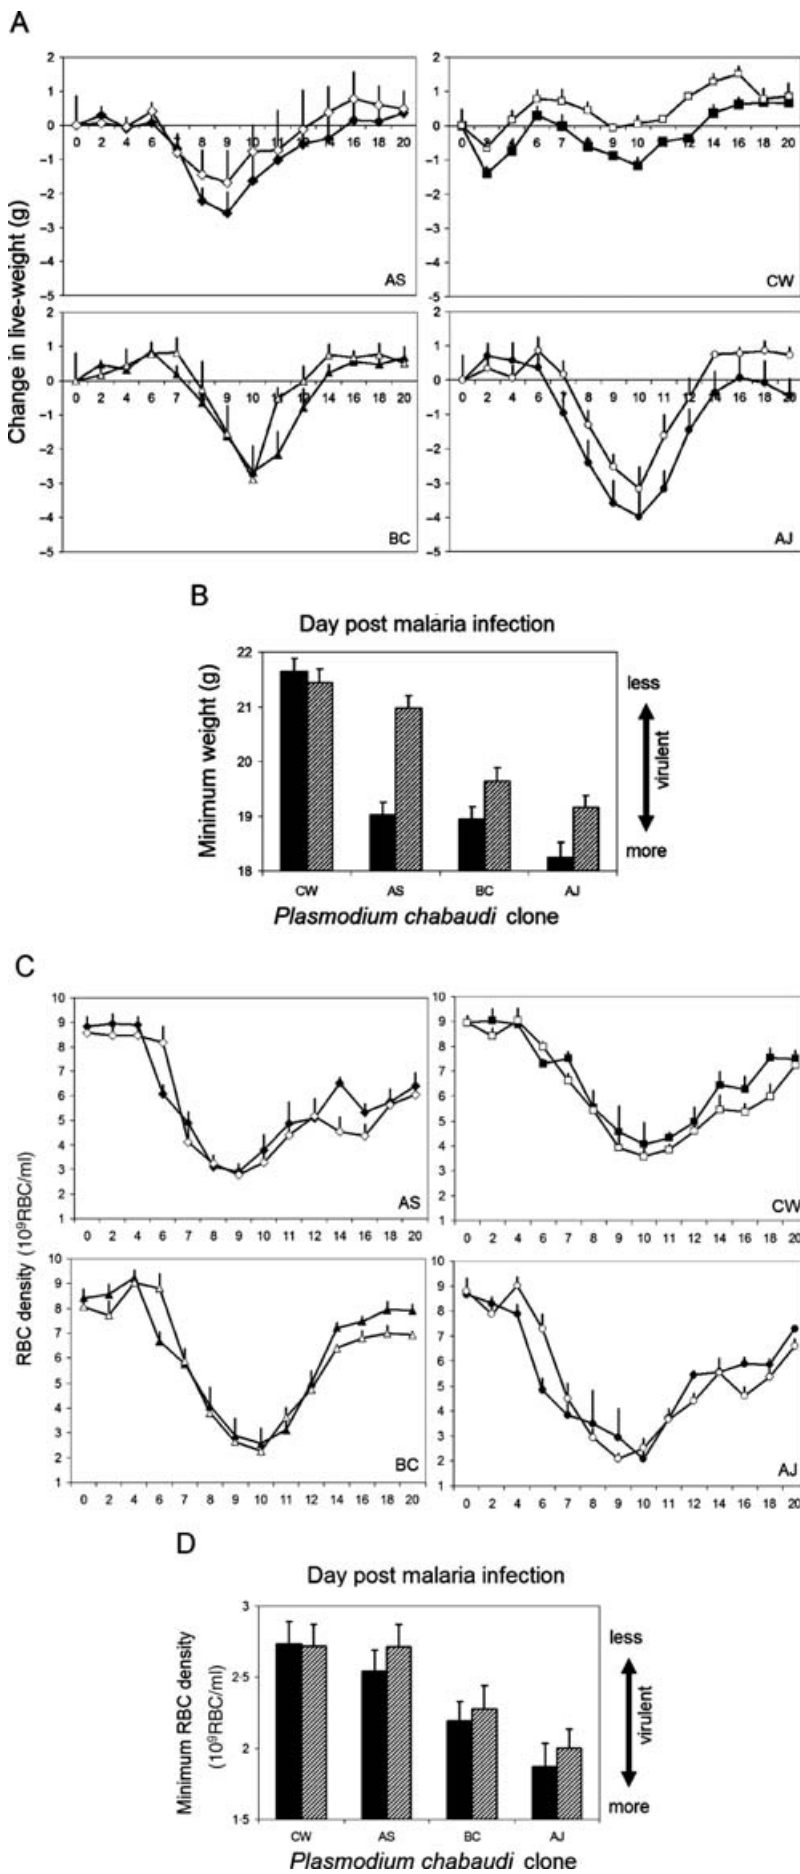 A
Change in live-weight (g)
2
1
0
–1
–2
–3
–4
–5
0 2 4 6 7 8 9 10 11 12 14 16 18 20
AS
2
1
0
–1
–2
–3
–4
–5
0 2 4 6 7 8 9 10 11 12 14 16 18 20
CW
2
1
0
–1
–2
–3
–4
–5
0 2 4 6 7 8 9 10 11 12 14 16 18 20
BC
2
1
0
–1
–2
–3
–4
–5
0 2 4 6 7 8 9 10 11 12 14 16 18 20
AJ
B
Day post malaria infection
Minimum weight (g)
22
21
20
19
18
less
virulent
more
CW AS BC AJ
Plasmodium chabaudi clone
C
RBC density (10⁹RBC/ml)
10
9
8
7
6
5
4
3
2
1
AS
0 2 4 6 7 8 9 10 11 12 14 16 18 20
10
9
8
7
6
5
4
3
2
1
CW
0 2 4 6 7 8 9 10 11 12 14 16 18 20
10
9
8
7
6
5
4
3
2
1
BC
0 2 4 6 7 8 9 10 11 12 14 16 18 20
10
9
8
7
6
5
4
3
2
1
AJ
0 2 4 6 7 8 9 10 11 12 14 16 18 20
D
Day post malaria infection
Minimum RBC density
(10⁹RBC/ml)
3
2·5
2
1·5
less
virulent
more
CW AS BC AJ
Plasmodium chabaudi clone